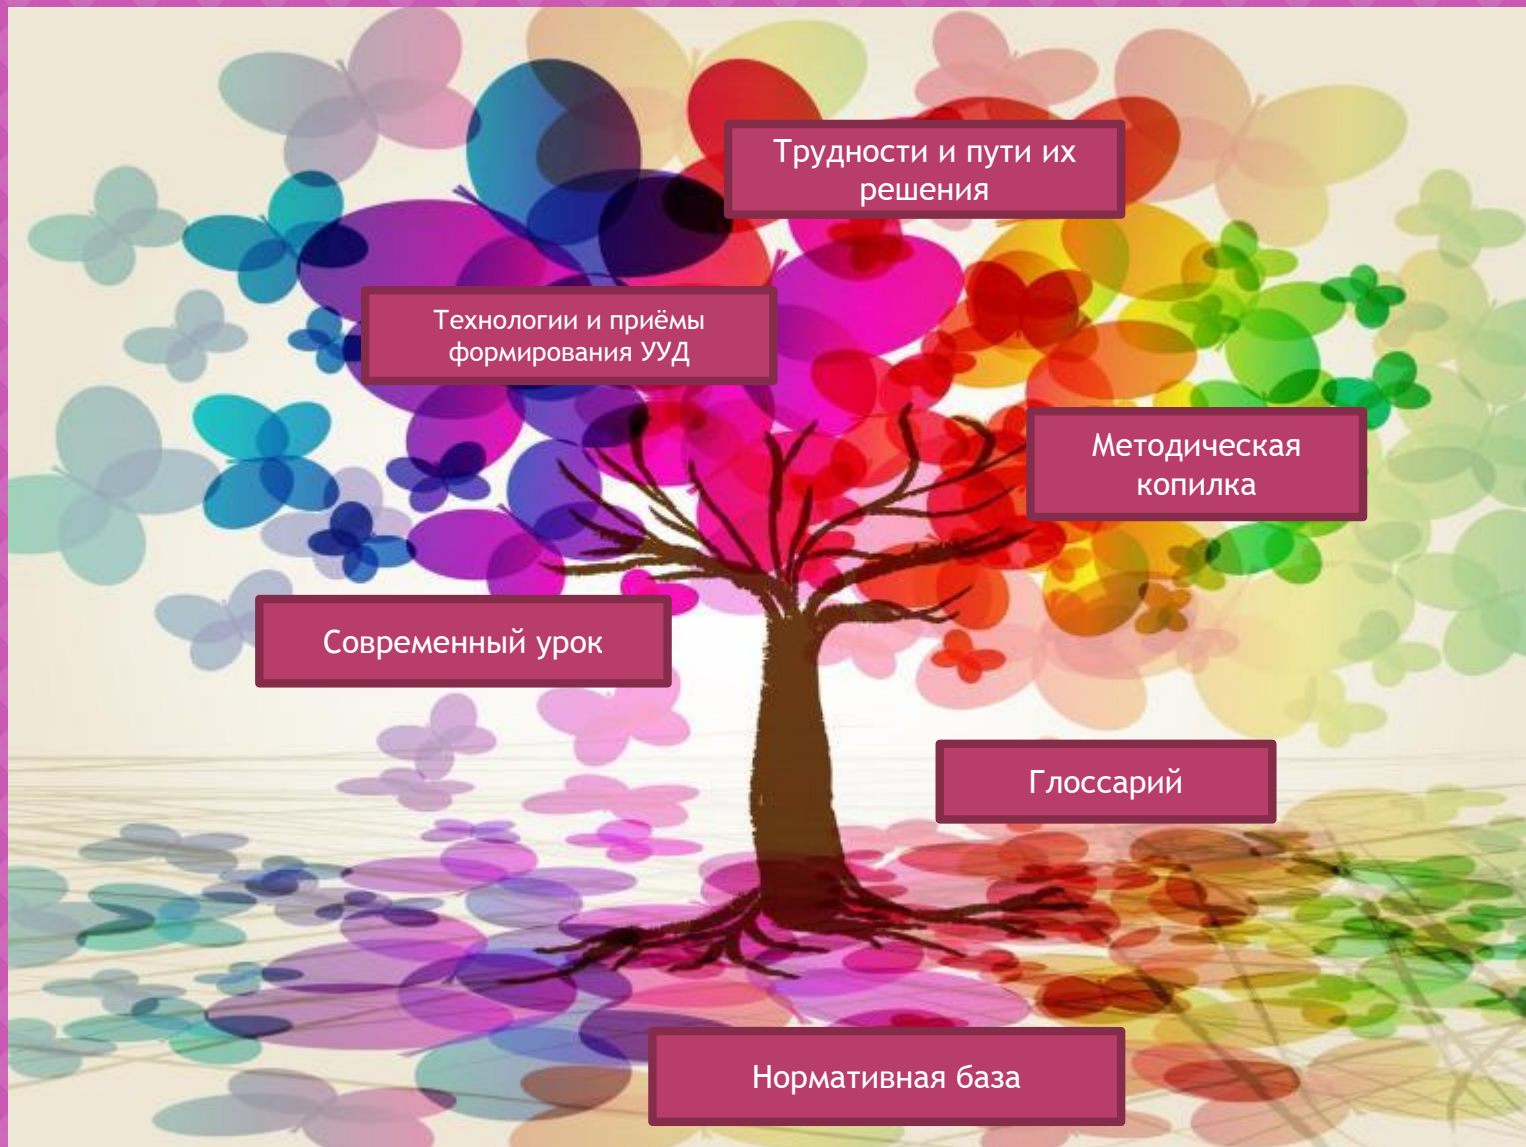 Трудности и пути их
решения
Технологии и приёмы
формирования УУД
Методическая
копилка
Современный урок
Глоссарий
Нормативная база